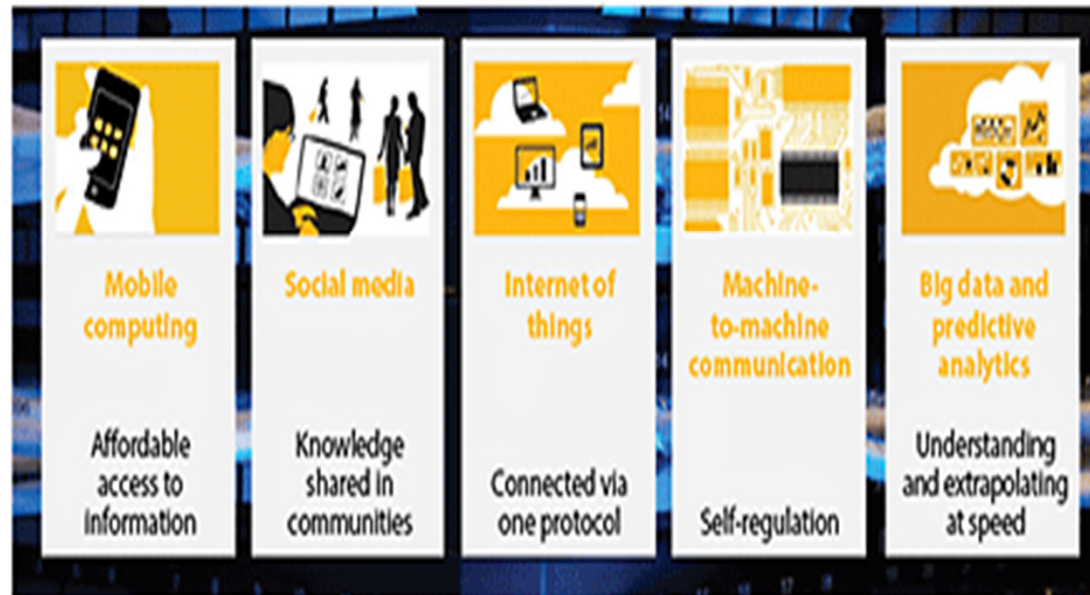 Mobile
computing
Affordable
access to
information
Social media
Knowledge
shared in
communities
Internet of
things
Connected via
one protocol
Machine-
to-machine
communication
Self-regulation
Big data and
predictive
analytics
Understanding
and extrapolating
at speed